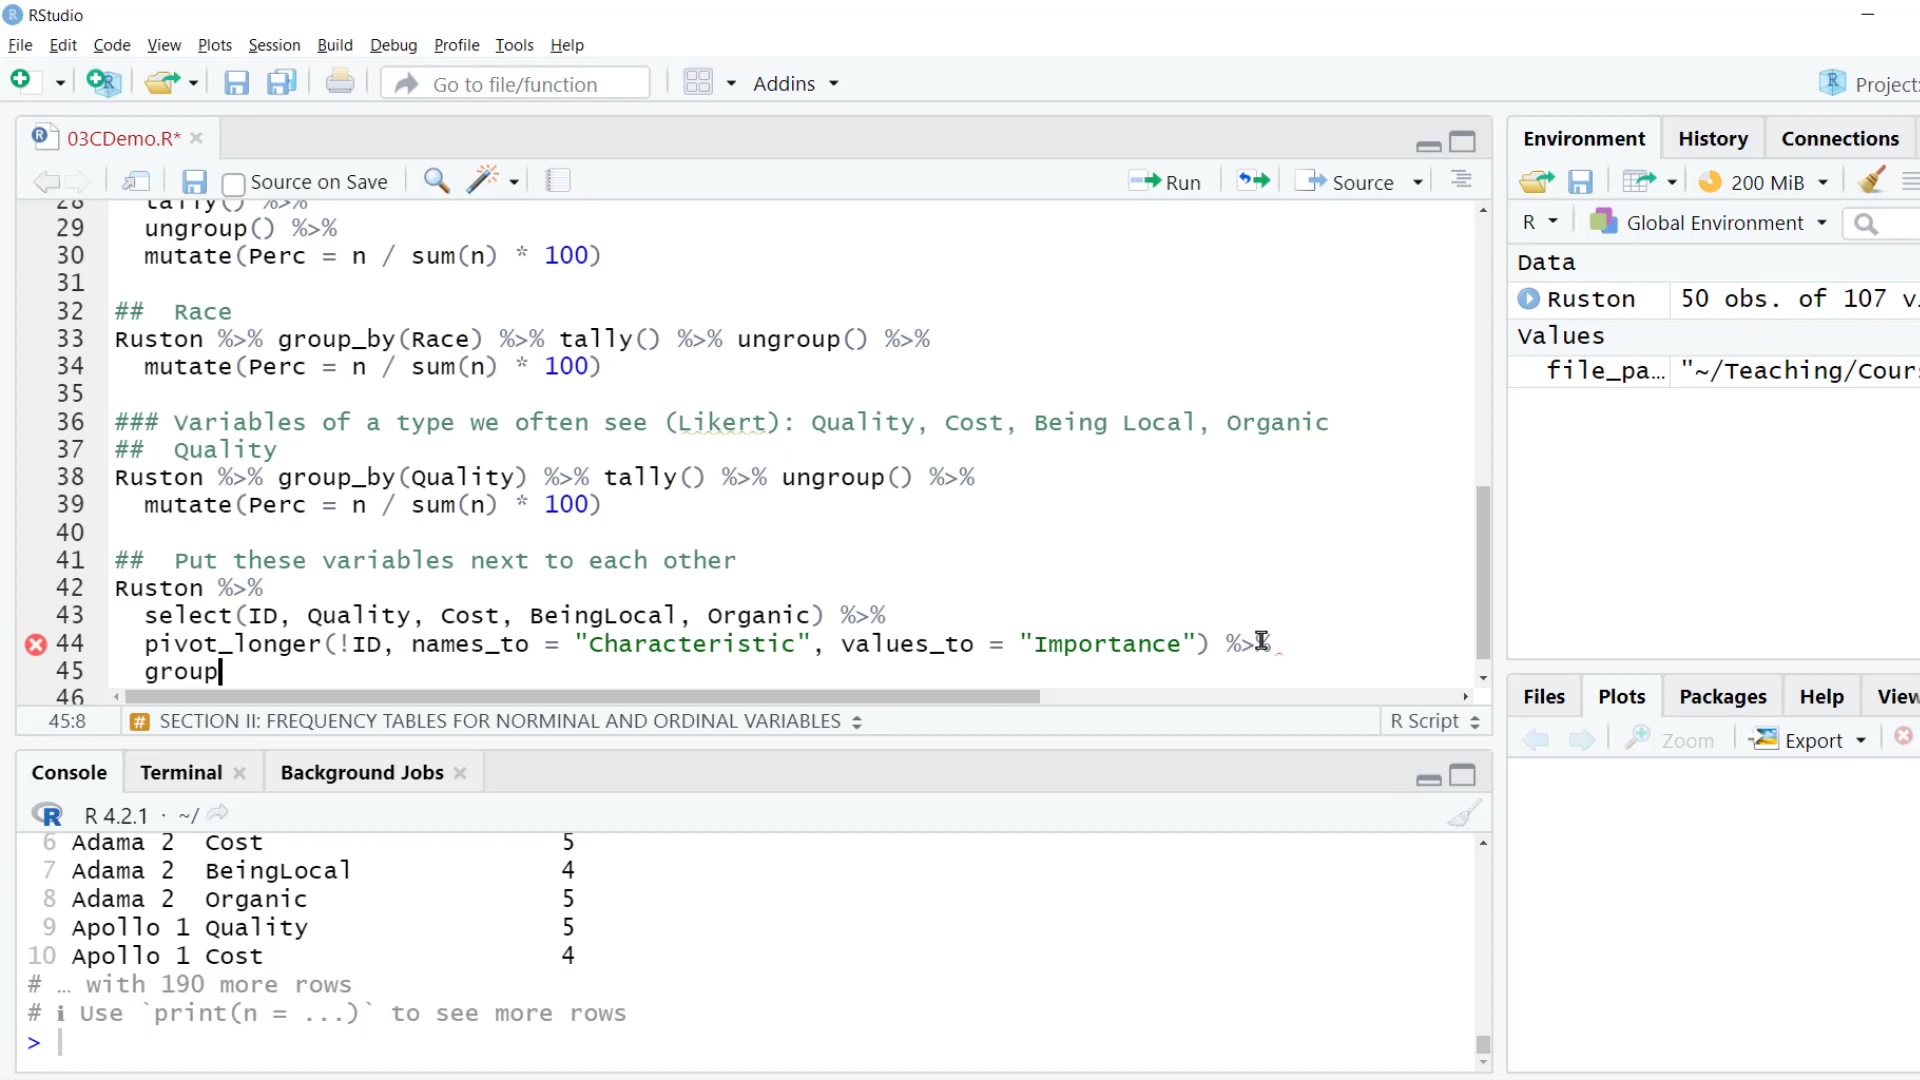 RStudio
File Edit Code View Plots Session Build Debug Profile Tools Help
Go to file/function Addins Project:
03CDemo.R*
Source on Save Run Source
28 tally() %>%
29 ungroup() %>%
30 mutate(Perc = n / sum(n) * 100)
31
32 ## Race
33 Ruston %>% group_by(Race) %>% tally() %>% ungroup() %>%
34 mutate(Perc = n / sum(n) * 100)
35
36 ### Variables of a type we often see (Likert): Quality, Cost, Being Local, Organic
37 ## Quality
38 Ruston %>% group_by(Quality) %>% tally() %>% ungroup() %>%
39 mutate(Perc = n / sum(n) * 100)
40
41 ## Put these variables next to each other
42 Ruston %>%
43 select(ID, Quality, Cost, BeingLocal, Organic) %>%
44 pivot_longer(!ID, names_to = "Characteristic", values_to = "Importance") %>%
45 group
46
45:8 # SECTION II: FREQUENCY TABLES FOR NORMINAL AND ORDINAL VARIABLES R Script
Console Terminal Background Jobs
R 4.2.1 · ~/
6 Adama 2 Cost 5
7 Adama 2 BeingLocal 4
8 Adama 2 Organic 5
9 Apollo 1 Quality 5
10 Apollo 1 Cost 4
# … with 190 more rows
# ℹ Use `print(n = ...)` to see more rows
>
Environment History Connections
200 MiB
R Global Environment
Data
Ruston 50 obs. of 107 v
Values
file_pa… "~/Teaching/Cour
Files Plots Packages Help View
Zoom Export